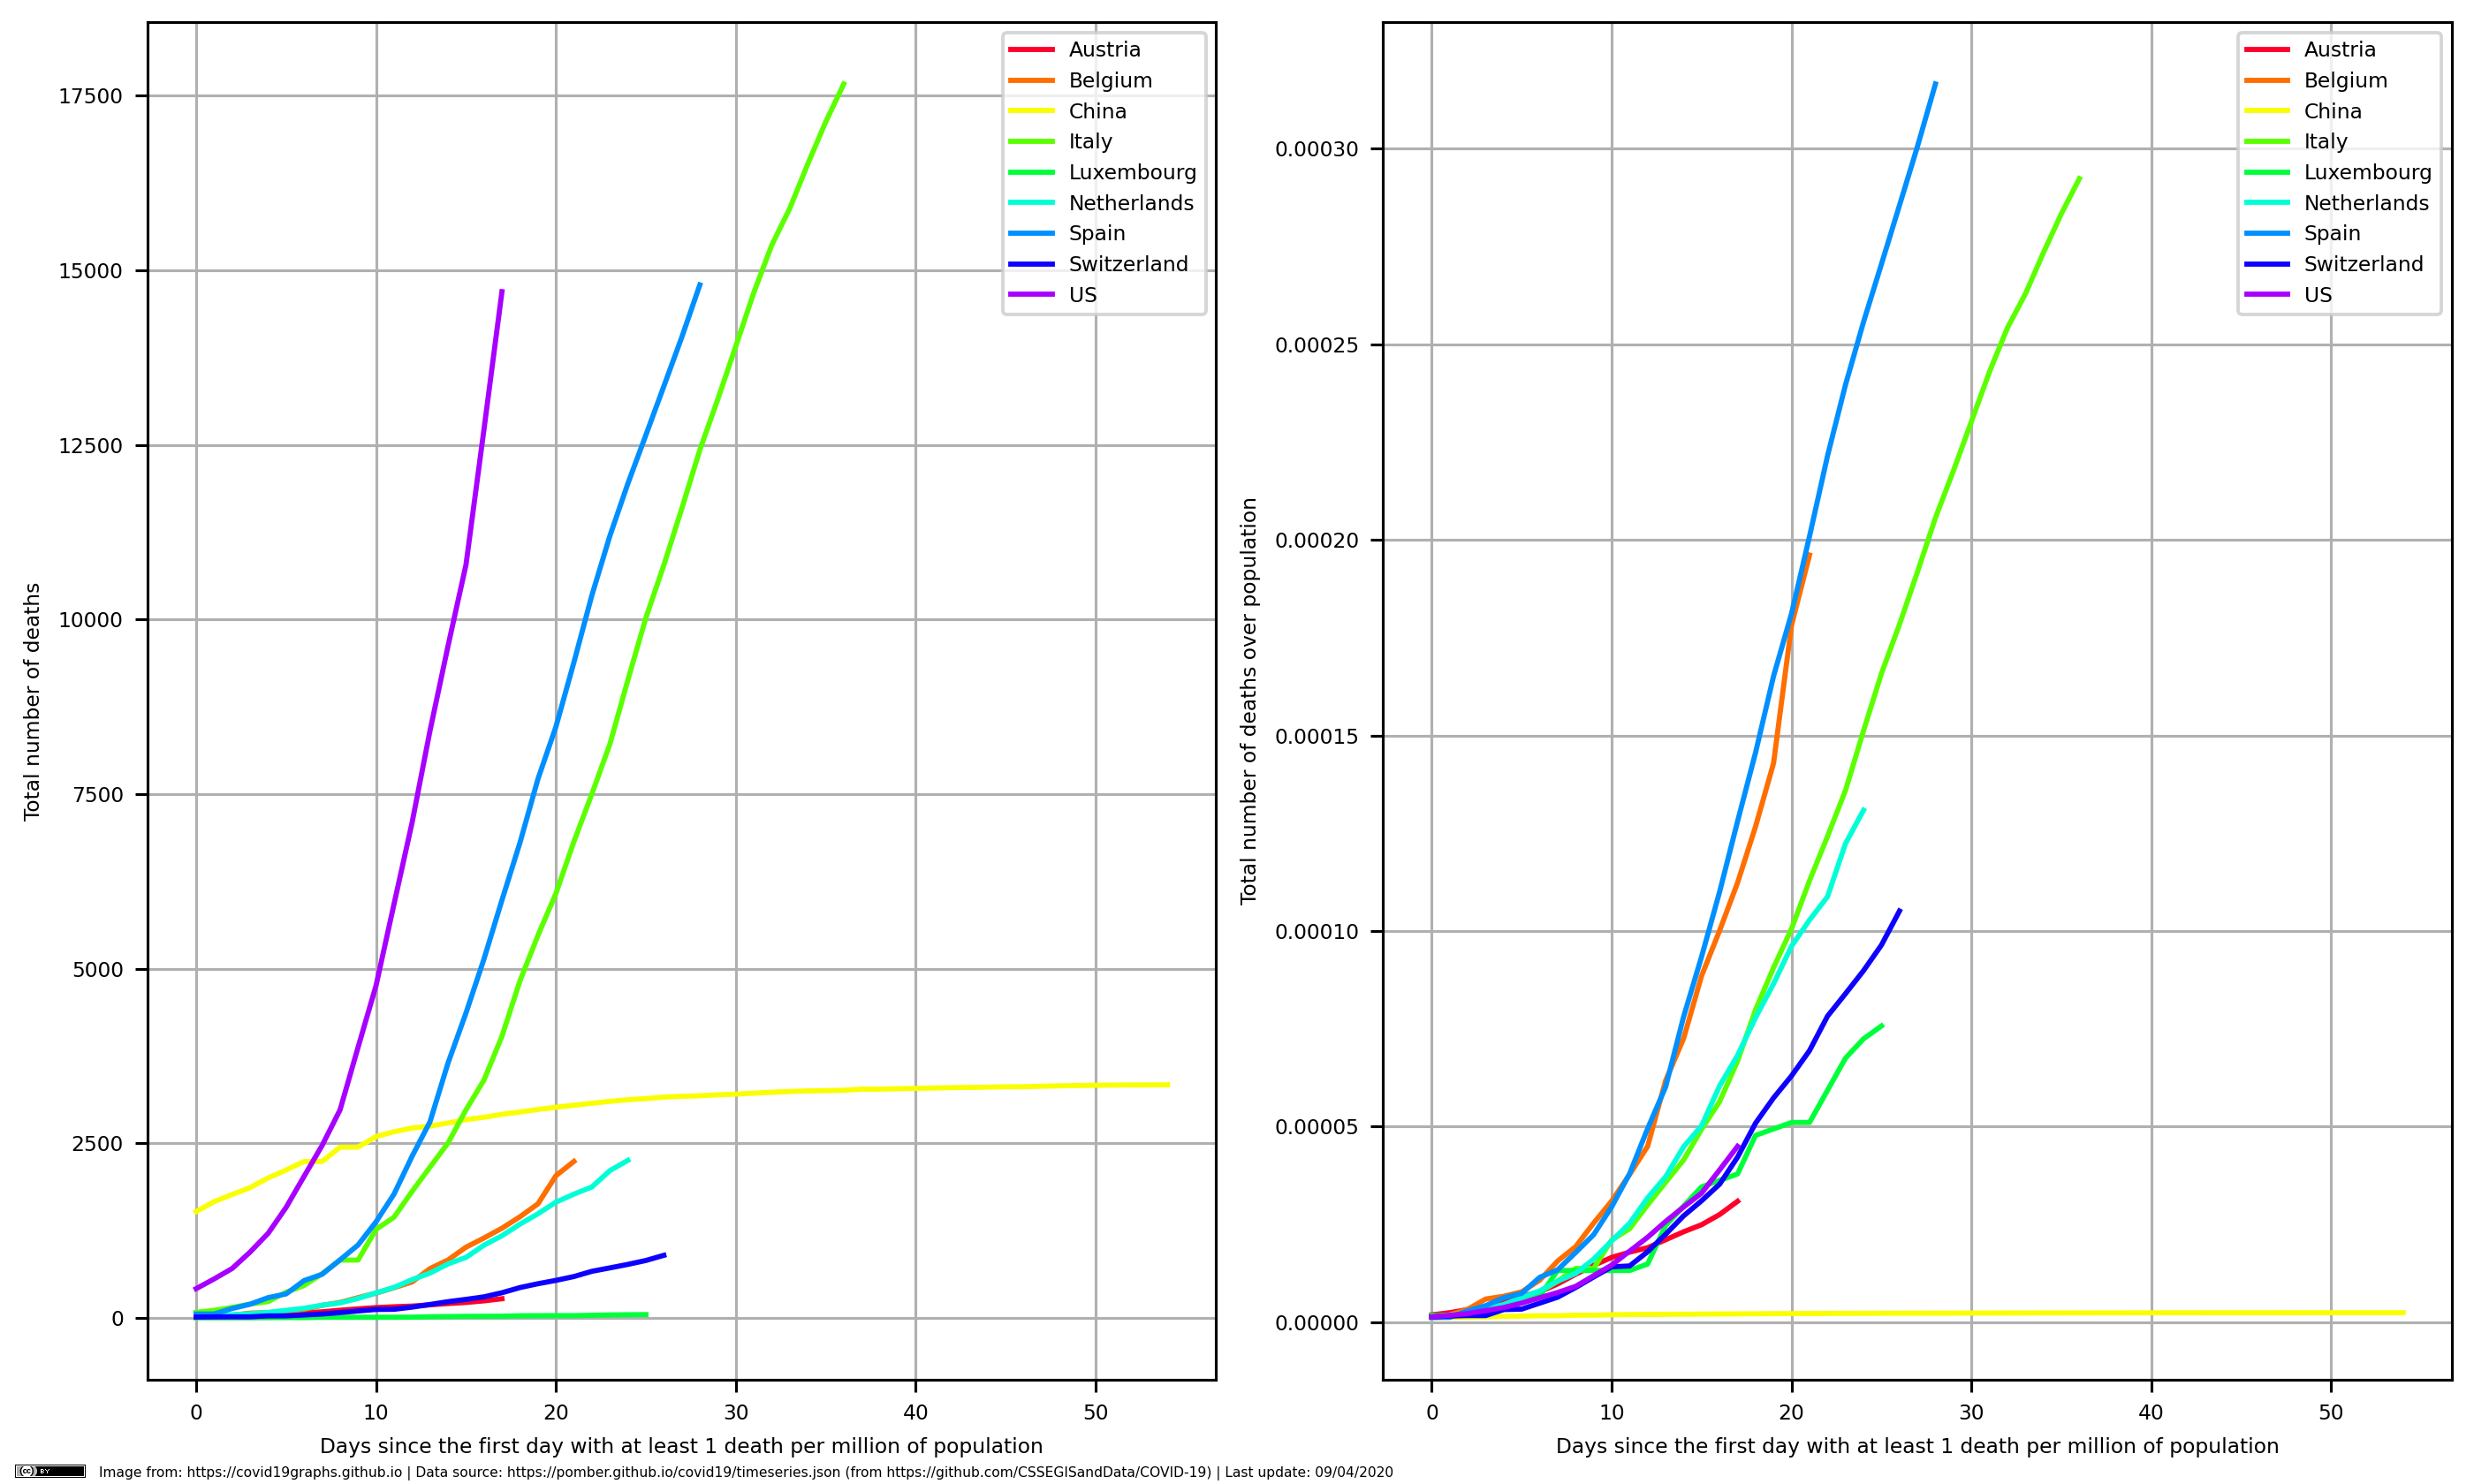 17500
15000
12500
10000
7500
5000
2500
0
Total number of deaths
0 10 20 30 40 50
Days since the first day with at least 1 death per million of population
Austria
Belgium
China
Italy
Luxembourg
Netherlands
Spain
Switzerland
US
0.00030
0.00025
0.00020
0.00015
0.00010
0.00005
0.00000
Total number of deaths over population
0 10 20 30 40 50
Days since the first day with at least 1 death per million of population
Austria
Belgium
China
Italy
Luxembourg
Netherlands
Spain
Switzerland
US
cc BY Image from: https://covid19graphs.github.io | Data source: https://pomber.github.io/covid19/timeseries.json (from https://github.com/CSSEGISandData/COVID-19) | Last update: 09/04/2020